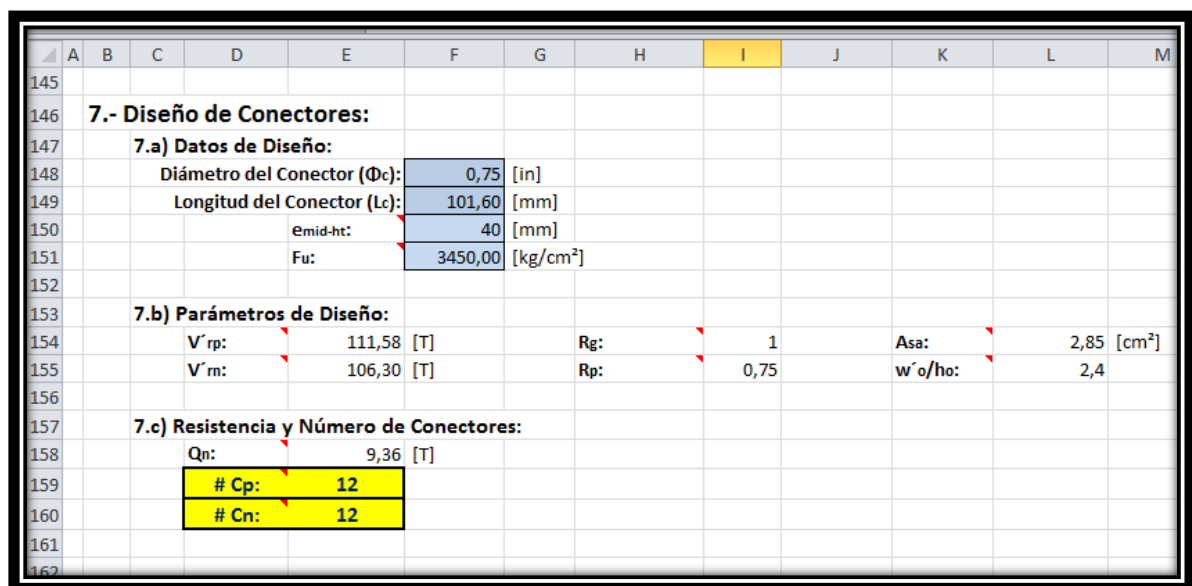 A B C D E F G H I J K L M
145
146 7.- Diseño de Conectores:
147 7.a) Datos de Diseño:
148 Diámetro del Conector (Φc): 0,75 [in]
149 Longitud del Conector (Lc): 101,60 [mm]
150 emid-ht: 40 [mm]
151 Fu: 3450,00 [kg/cm²]
152
153 7.b) Parámetros de Diseño:
154 V´rp: 111,58 [T] Rg: 1 Asa: 2,85 [cm²]
155 V´rn: 106,30 [T] Rp: 0,75 w´o/ho: 2,4
156
157 7.c) Resistencia y Número de Conectores:
158 Qn: 9,36 [T]
159 # Cp: 12
160 # Cn: 12
161
162